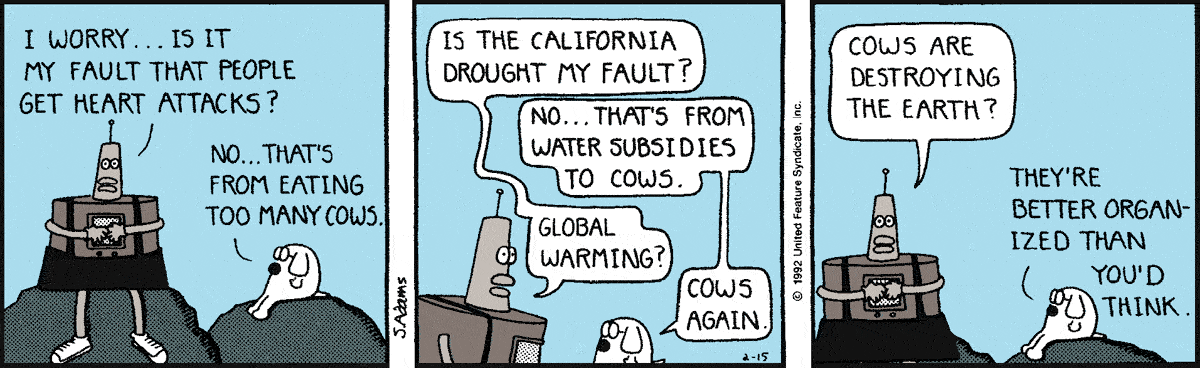 I WORRY...IS IT
MY FAULT THAT PEOPLE
GET HEART ATTACKS?
NO...THAT'S
FROM EATING
TOO MANY COWS.
S.Adams
IS THE CALIFORNIA
DROUGHT MY FAULT?
NO...THAT'S FROM
WATER SUBSIDIES
TO COWS.
GLOBAL
WARMING?
COWS
AGAIN.
2-15
© 1992 United Feature Syndicate, Inc.
COWS ARE
DESTROYING
THE EARTH?
THEY'RE
BETTER ORGAN-
IZED THAN
YOU'D
THINK.